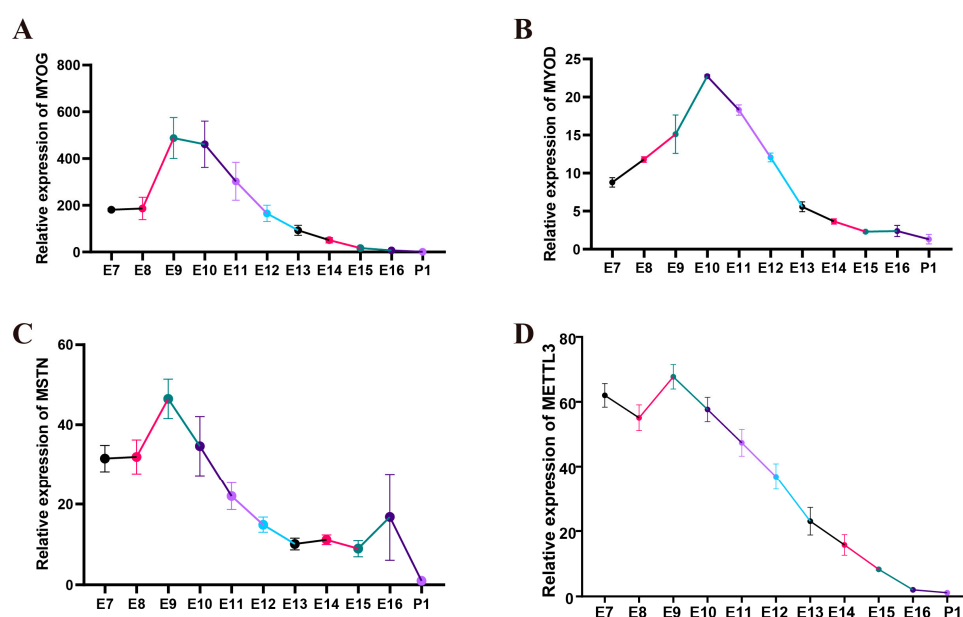 A
Relative expression of MYOG
800
600
400
200
0
E7 E8 E9 E10 E11 E12 E13 E14 E15 E16 P1
B
Relative expression of MYOD
25
20
15
10
5
0
E7 E8 E9 E10 E11 E12 E13 E14 E15 E16 P1
C
Relative expression of MSTN
60
40
20
0
E7 E8 E9 E10 E11 E12 E13 E14 E15 E16 P1
D
Relative expression of METTL3
80
60
40
20
0
E7 E8 E9 E10 E11 E12 E13 E14 E15 E16 P1